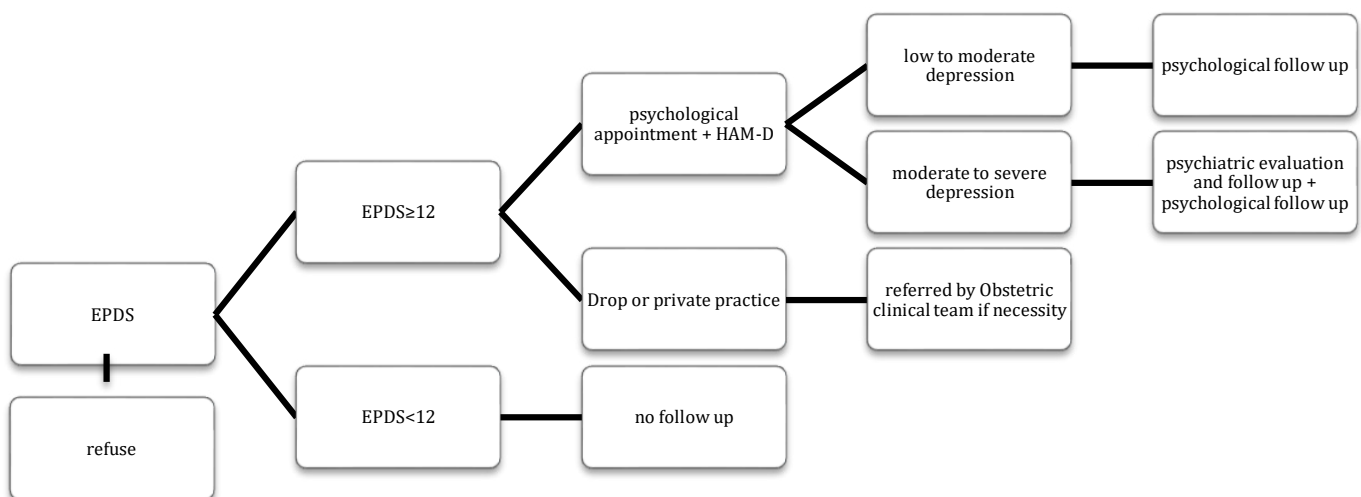 EPDS
refuse
EPDS≥12
EPDS<12
psychological
appointment + HAM-D
Drop or private practice
no follow up
low to moderate
depression
moderate to severe
depression
referred by Obstetric
clinical team if necessity
psychological follow up
psychiatric evaluation
and follow up +
psychological follow up